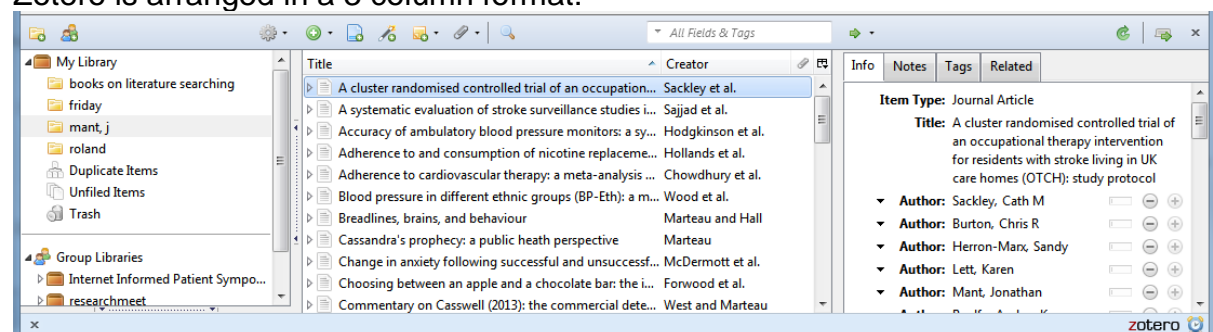 Zotero is arranged in a 3 column format.
All Fields & Tags
My Library
books on literature searching
friday
mant, j
roland
Duplicate Items
Unfiled Items
Trash
Group Libraries
Internet Informed Patient Sympo...
researchmeet
Title Creator
A cluster randomised controlled trial of an occupation... Sackley et al.
A systematic evaluation of stroke surveillance studies i... Sajjad et al.
Accuracy of ambulatory blood pressure monitors: a sy... Hodgkinson et al.
Adherence to and consumption of nicotine replaceme... Hollands et al.
Adherence to cardiovascular therapy: a meta-analysis ... Chowdhury et al.
Blood pressure in different ethnic groups (BP-Eth): a m... Wood et al.
Breadlines, brains, and behaviour Marteau and Hall
Cassandra's prophecy: a public heath perspective Marteau
Change in anxiety following successful and unsuccessf... McDermott et al.
Choosing between an apple and a chocolate bar: the i... Forwood et al.
Commentary on Casswell (2013): the commercial dete... West and Marteau
Info Notes Tags Related
Item Type: Journal Article
Title: A cluster randomised controlled trial of
an occupational therapy intervention
for residents with stroke living in UK
care homes (OTCH): study protocol
Author: Sackley, Cath M
Author: Burton, Chris R
Author: Herron-Marx, Sandy
Author: Lett, Karen
Author: Mant, Jonathan
zotero